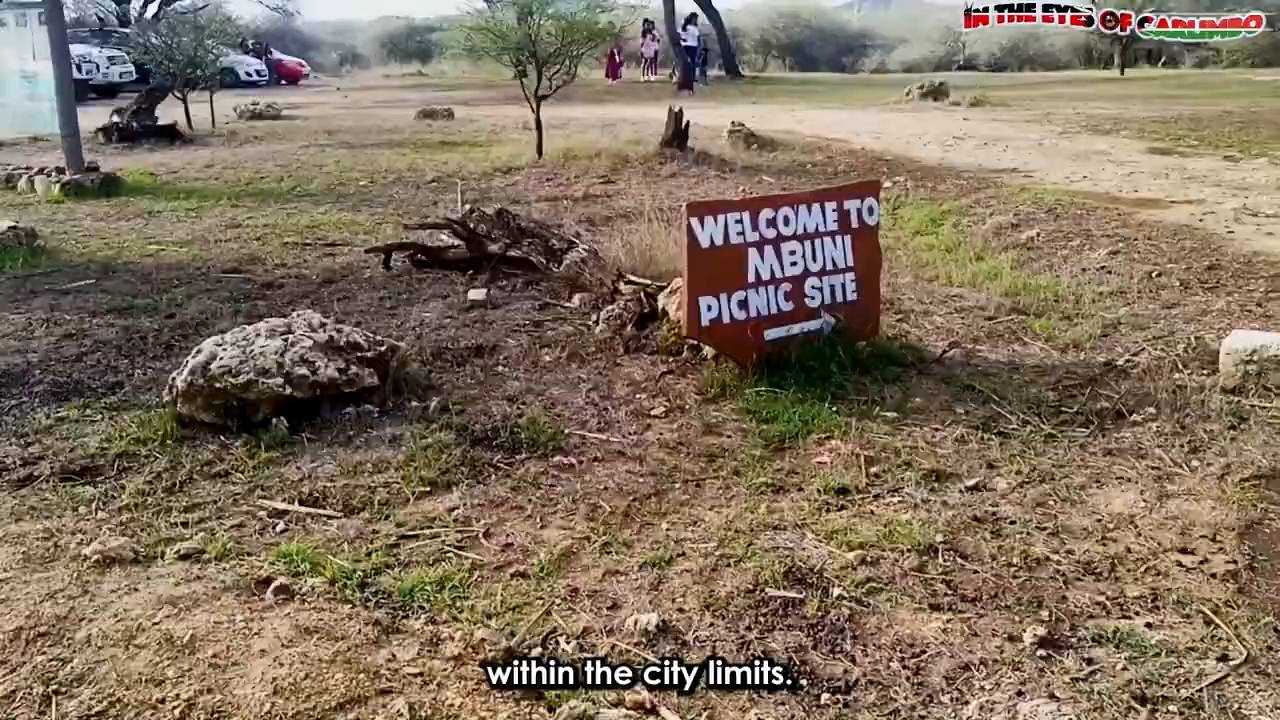 IN THE EYES OF CARLIMBO
WELCOME TO
MBUNI
PICNIC SITE
within the city limits.